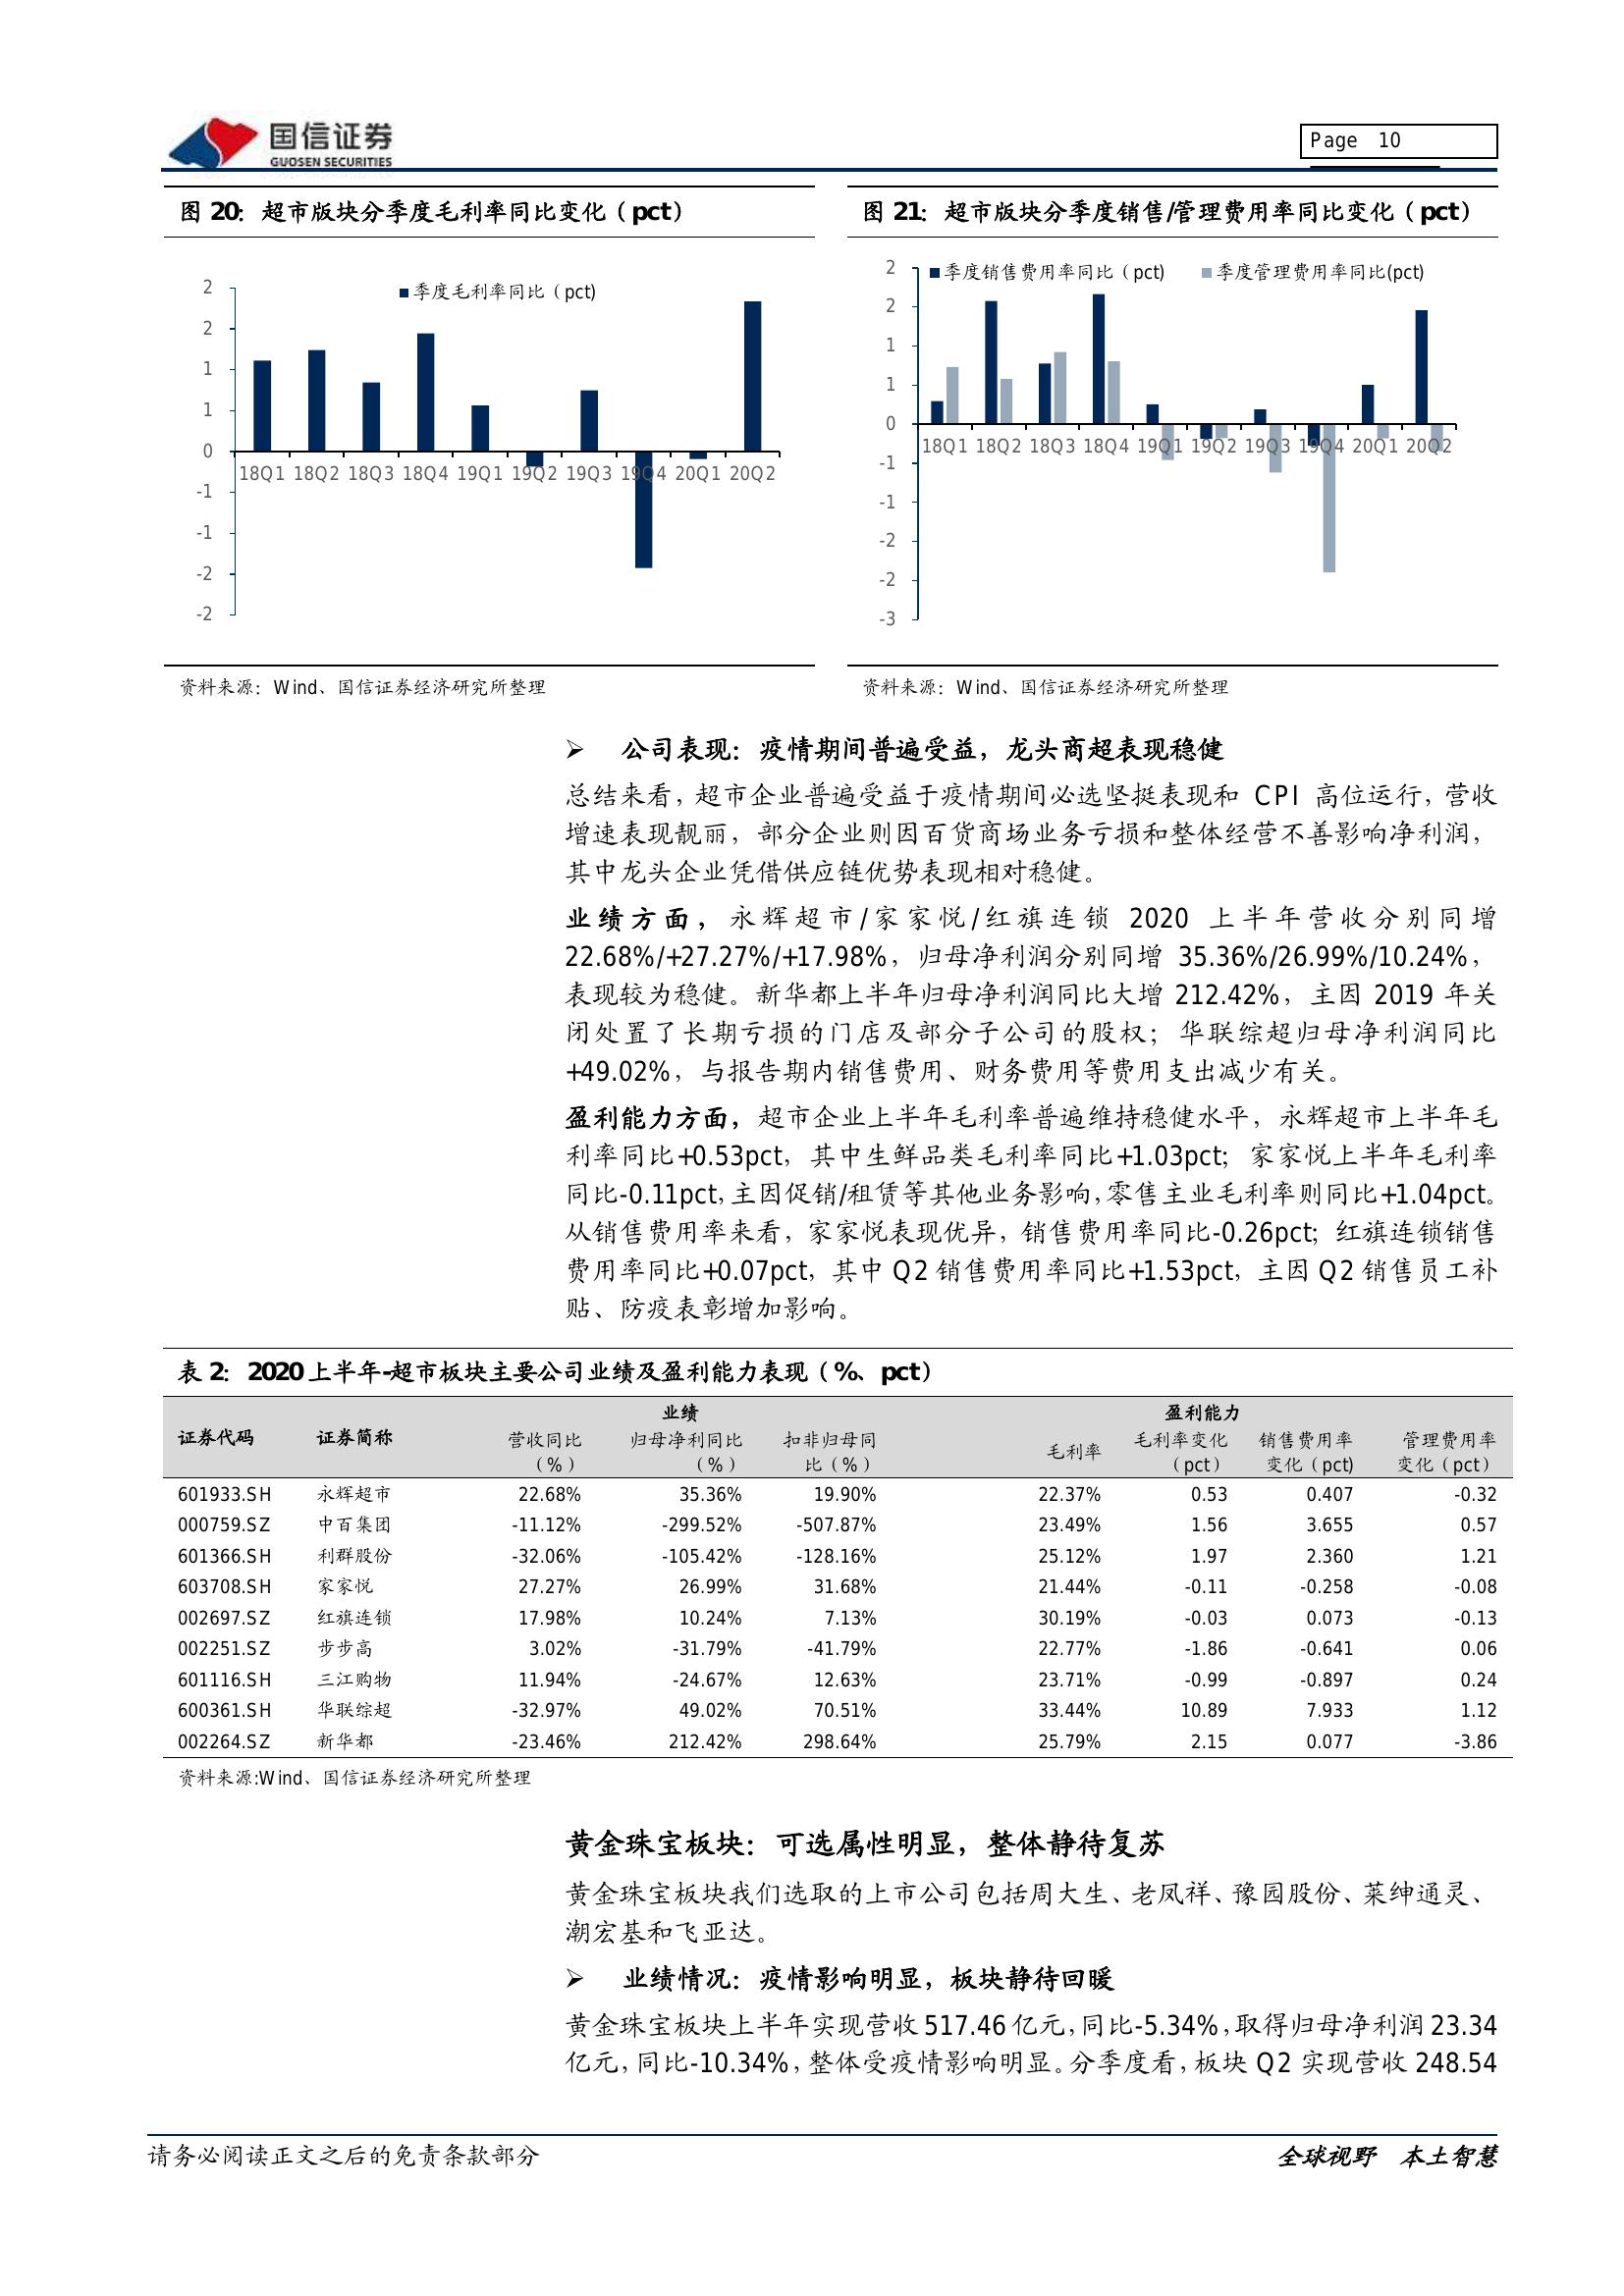 国信证券
GUOSEN SECURITIES
Page 10
图 20：超市版块分季度毛利率同比变化（pct）
季度毛利率同比（pct)
2
2
1
1
0
-1
-1
-2
-2
18Q1 18Q2 18Q3 18Q4 19Q1 19Q2 19Q3 19Q4 20Q1 20Q2
资料来源：Wind、国信证券经济研究所整理
图 21：超市版块分季度销售/管理费用率同比变化（pct）
季度销售费用率同比（pct) 季度管理费用率同比(pct)
2
2
1
1
0
-1
-1
-2
-2
-3
18Q1 18Q2 18Q3 18Q4 19Q1 19Q2 19Q3 19Q4 20Q1 20Q2
资料来源：Wind、国信证券经济研究所整理
➢ 公司表现：疫情期间普遍受益，龙头商超表现稳健
总结来看，超市企业普遍受益于疫情期间必选坚挺表现和 CPI 高位运行，营收
增速表现靓丽，部分企业则因百货商场业务亏损和整体经营不善影响净利润，
其中龙头企业凭借供应链优势表现相对稳健。
业绩方面，永辉超市/家家悦/红旗连锁 2020 上半年营收分别同增
22.68%/+27.27%/+17.98%，归母净利润分别同增 35.36%/26.99%/10.24%，
表现较为稳健。新华都上半年归母净利润同比大增 212.42%，主因 2019 年关
闭处置了长期亏损的门店及部分子公司的股权；华联综超归母净利润同比
+49.02%，与报告期内销售费用、财务费用等费用支出减少有关。
盈利能力方面，超市企业上半年毛利率普遍维持稳健水平，永辉超市上半年毛
利率同比+0.53pct，其中生鲜品类毛利率同比+1.03pct；家家悦上半年毛利率
同比-0.11pct，主因促销/租赁等其他业务影响，零售主业毛利率则同比+1.04pct。
从销售费用率来看，家家悦表现优异，销售费用率同比-0.26pct；红旗连锁销售
费用率同比+0.07pct，其中 Q2 销售费用率同比+1.53pct，主因 Q2 销售员工补
贴、防疫表彰增加影响。
表 2：2020 上半年-超市板块主要公司业绩及盈利能力表现（%、pct）
业绩 盈利能力
证券代码 证券简称 营收同比（%） 归母净利同比（%） 扣非归母同比（%） 毛利率 毛利率变化（pct） 销售费用率变化（pct) 管理费用率变化（pct）
601933.SH 永辉超市 22.68% 35.36% 19.90% 22.37% 0.53 0.407 -0.32
000759.SZ 中百集团 -11.12% -299.52% -507.87% 23.49% 1.56 3.655 0.57
601366.SH 利群股份 -32.06% -105.42% -128.16% 25.12% 1.97 2.360 1.21
603708.SH 家家悦 27.27% 26.99% 31.68% 21.44% -0.11 -0.258 -0.08
002697.SZ 红旗连锁 17.98% 10.24% 7.13% 30.19% -0.03 0.073 -0.13
002251.SZ 步步高 3.02% -31.79% -41.79% 22.77% -1.86 -0.641 0.06
601116.SH 三江购物 11.94% -24.67% 12.63% 23.71% -0.99 -0.897 0.24
600361.SH 华联综超 -32.97% 49.02% 70.51% 33.44% 10.89 7.933 1.12
002264.SZ 新华都 -23.46% 212.42% 298.64% 25.79% 2.15 0.077 -3.86
资料来源:Wind、国信证券经济研究所整理
黄金珠宝板块：可选属性明显，整体静待复苏
黄金珠宝板块我们选取的上市公司包括周大生、老凤祥、豫园股份、莱绅通灵、
潮宏基和飞亚达。
➢ 业绩情况：疫情影响明显，板块静待回暖
黄金珠宝板块上半年实现营收 517.46 亿元，同比-5.34%，取得归母净利润 23.34
亿元，同比-10.34%，整体受疫情影响明显。分季度看，板块 Q2 实现营收 248.54
请务必阅读正文之后的免责条款部分
全球视野 本土智慧